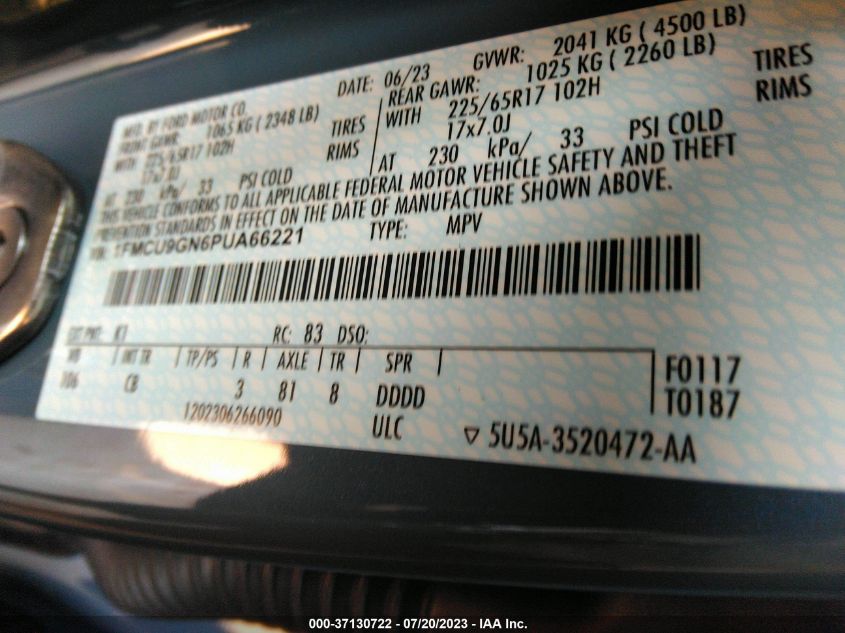 MFD. BY FORD MOTOR CO.
DATE: 06/23
GVWR: 2041 KG ( 4500 LB)
FRONT GAWR: 1065 KG ( 2348 LB)
REAR GAWR: 1025 KG ( 2260 LB)
WITH 225/65R17 102H TIRES
WITH 225/65R17 102H TIRES
17x7.0J RIMS
17x7.0J RIMS
AT 230 kPa/ 33 PSI COLD
AT 230 kPa/ 33 PSI COLD
THIS VEHICLE CONFORMS TO ALL APPLICABLE FEDERAL MOTOR VEHICLE SAFETY AND THEFT
PREVENTION STANDARDS IN EFFECT ON THE DATE OF MANUFACTURE SHOWN ABOVE.
VIN: 1FMCU9GN6PUA66221
TYPE: MPV
EXT PNT: K1 RC: 83 DSO:
WB INT TR TP/PS R AXLE TR SPR
106 CB 3 81 8 DDDD
F0117
T0187
1202306266090
ULC
5U5A-3520472-AA
000-37130722 - 07/20/2023 - IAA Inc.